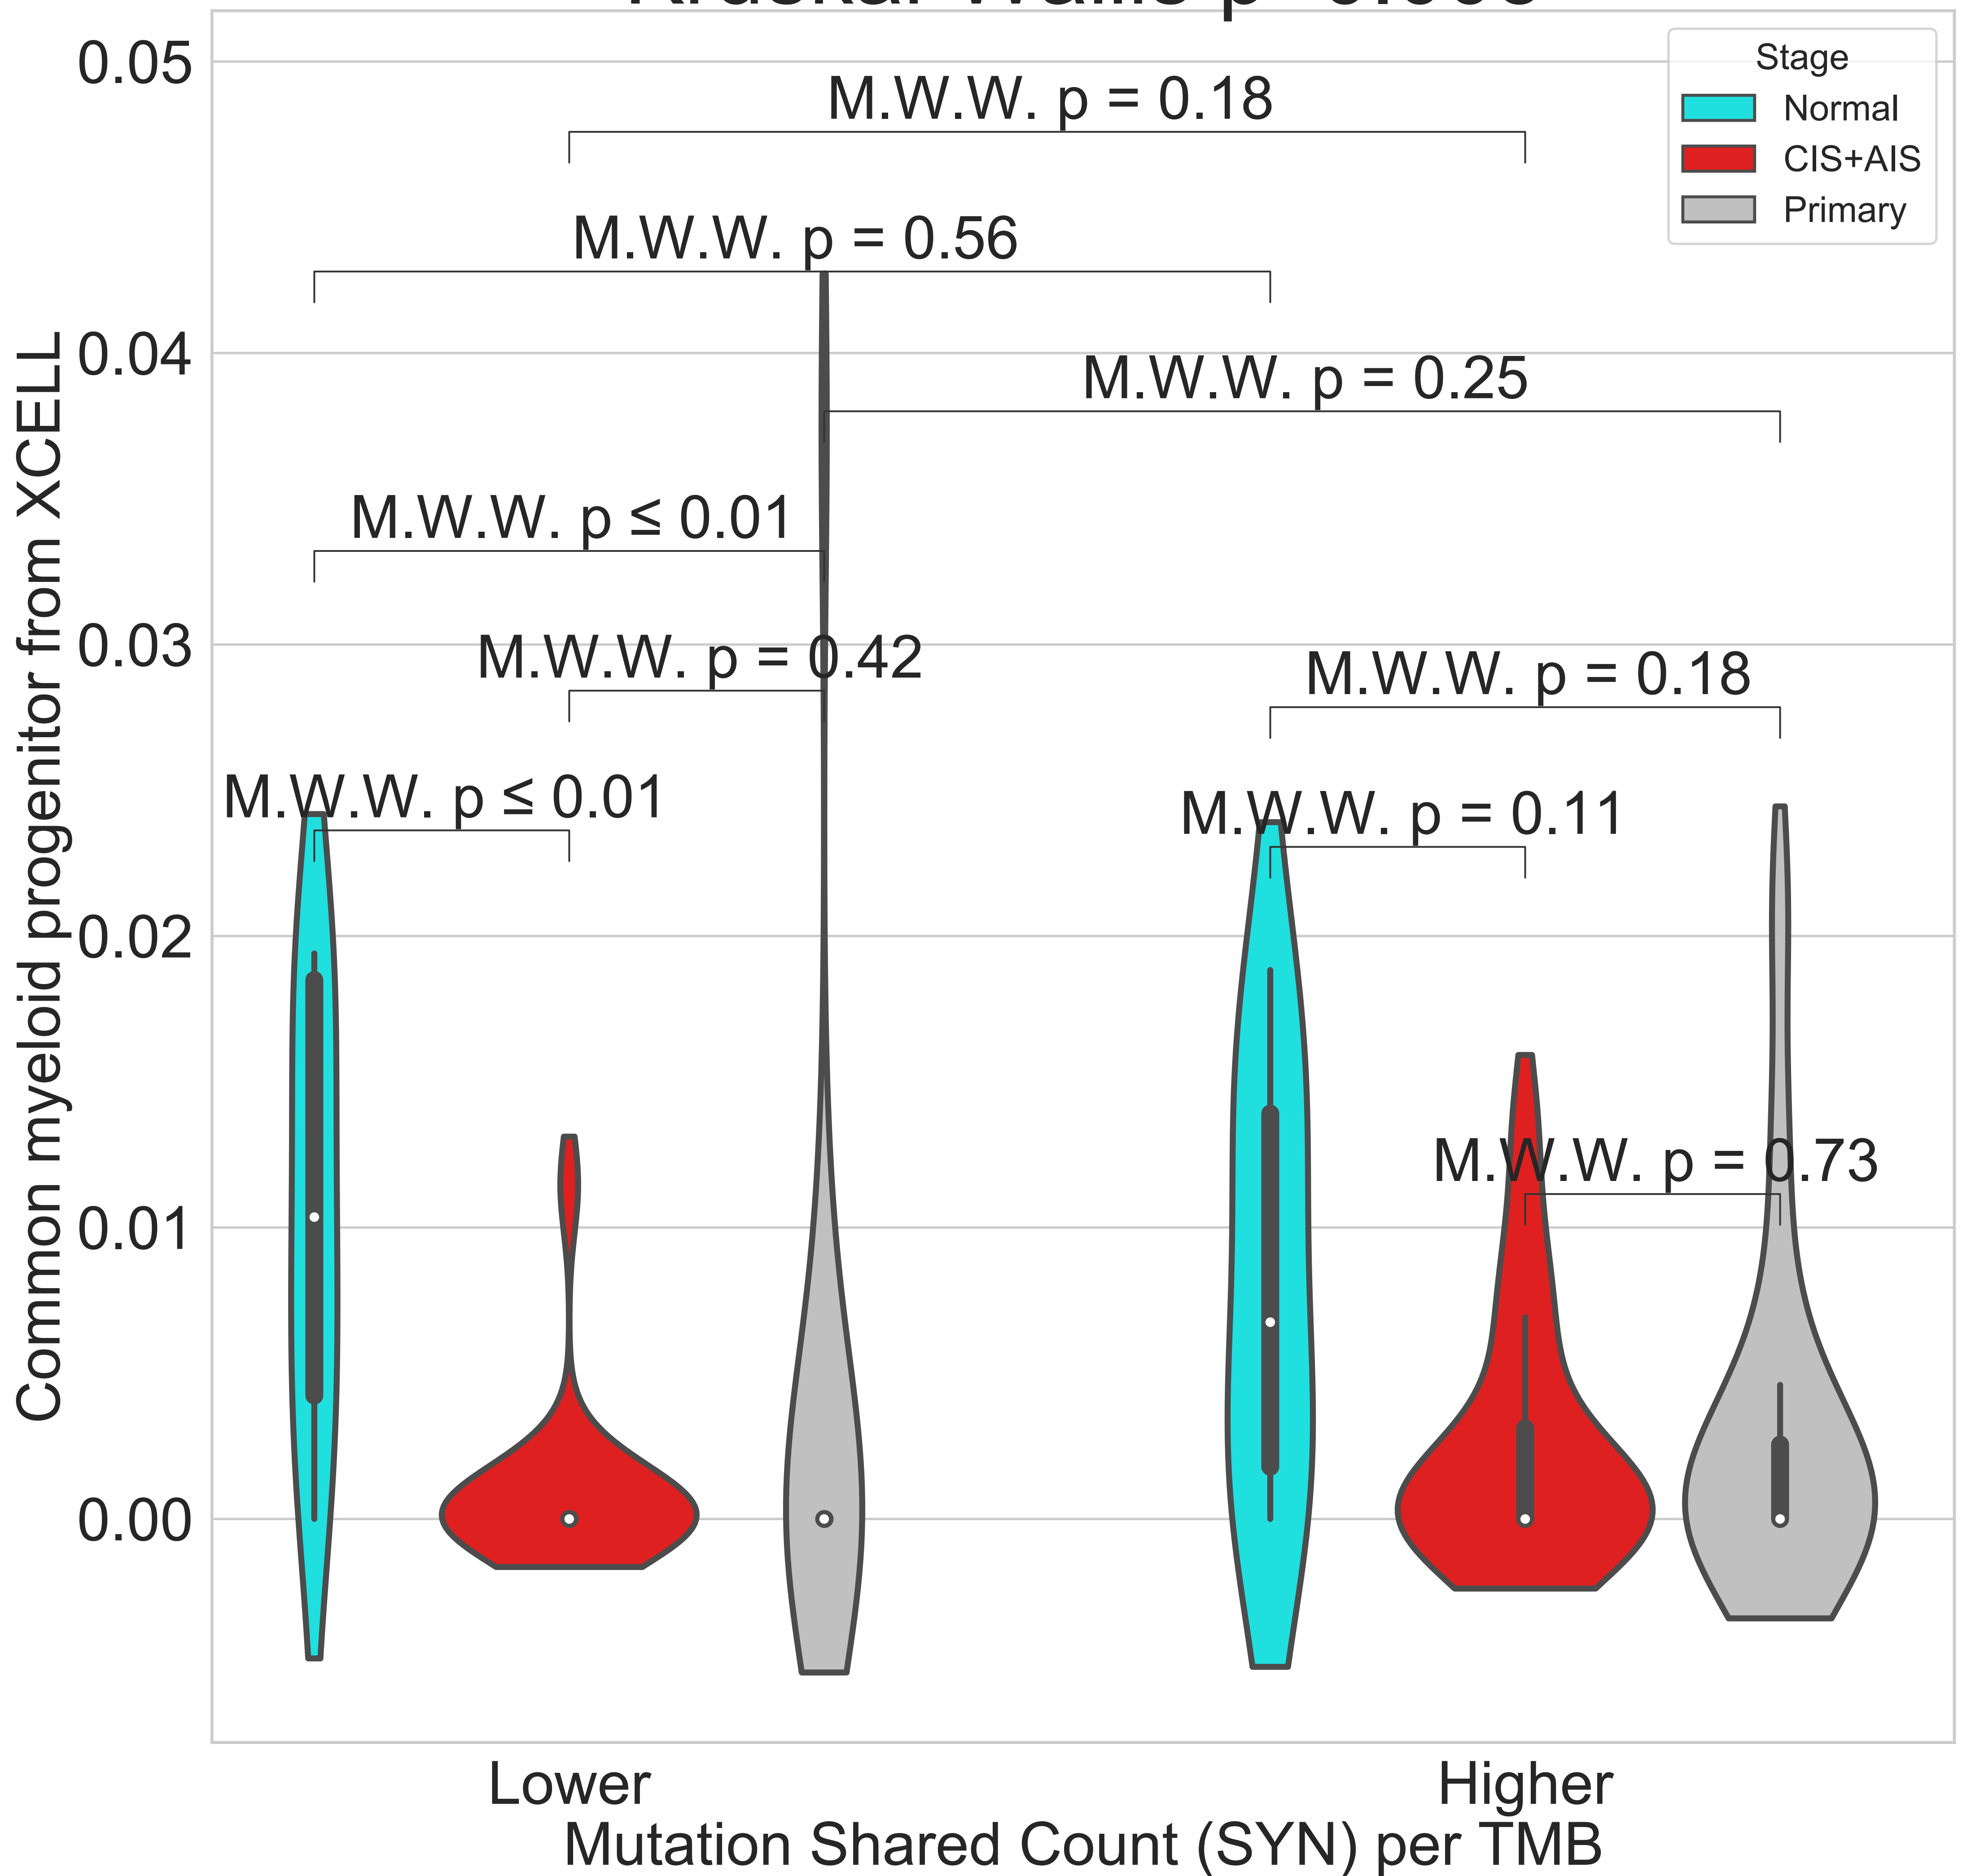 0.05
Stage
Normal
CIS+AIS
Primary
M.W.W. p = 0.18
M.W.W. p = 0.56
0.04
M.W.W. p = 0.25
M.W.W. p ≤ 0.01
0.03
M.W.W. p = 0.42
M.W.W. p = 0.18
M.W.W. p ≤ 0.01
M.W.W. p = 0.11
0.02
M.W.W. p = 0.73
0.01
0.00
Common myeloid progenitor from XCELL
Lower
Higher
Mutation Shared Count (SYN) per TMB